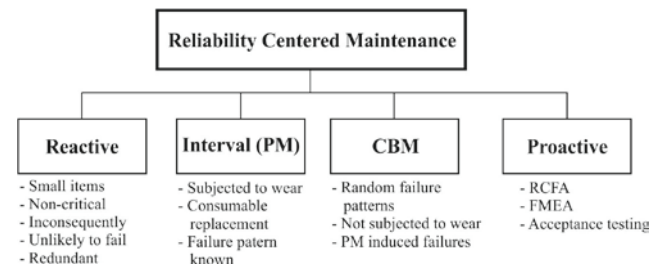 Reliability Centered Maintenance
Reactive
- Small items
- Non-critical
- Inconsequently
- Unlikely to fail
- Redundant
Interval (PM)
- Subjected to wear
- Consumable
replacement
- Failure patern
known
CBM
- Random failure
patterns
- Not subjected to wear
- PM induced failures
Proactive
- RCFA
- FMEA
- Acceptance testing